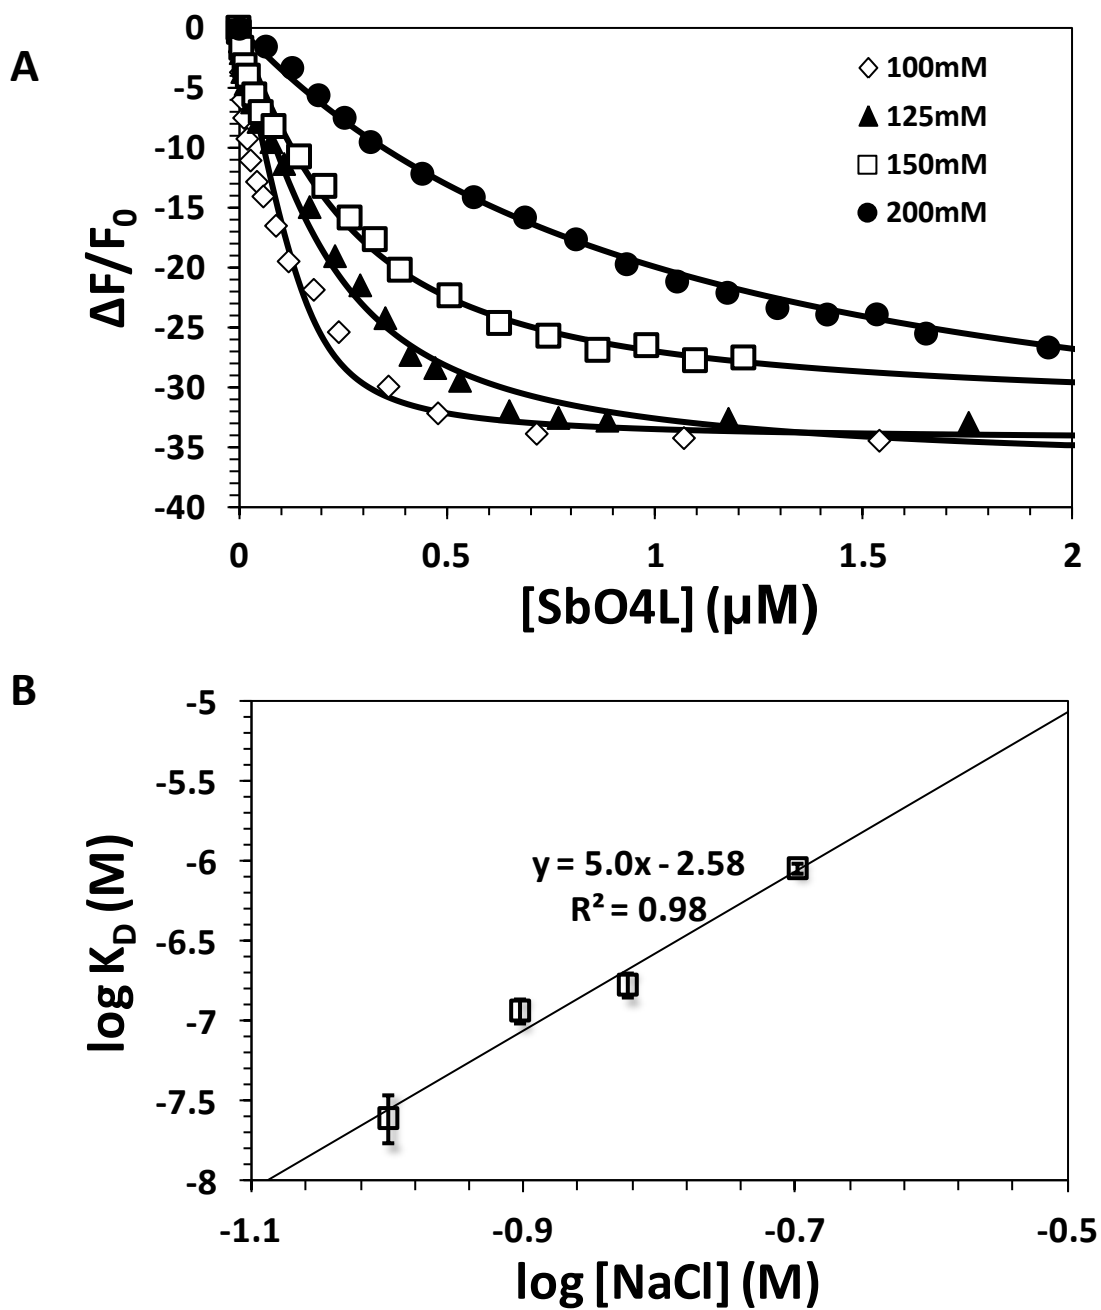 A
0
-5
-10
-15
-20
-25
-30
-35
-40
ΔF/F0
100mM
125mM
150mM
200mM
0 0.5 1 1.5 2
[SbO4L] (µM)
B
-5
-5.5
-6
-6.5
-7
-7.5
-8
log KD (M)
y = 5.0x - 2.58
R² = 0.98
-1.1 -0.9 -0.7 -0.5
log [NaCl] (M)